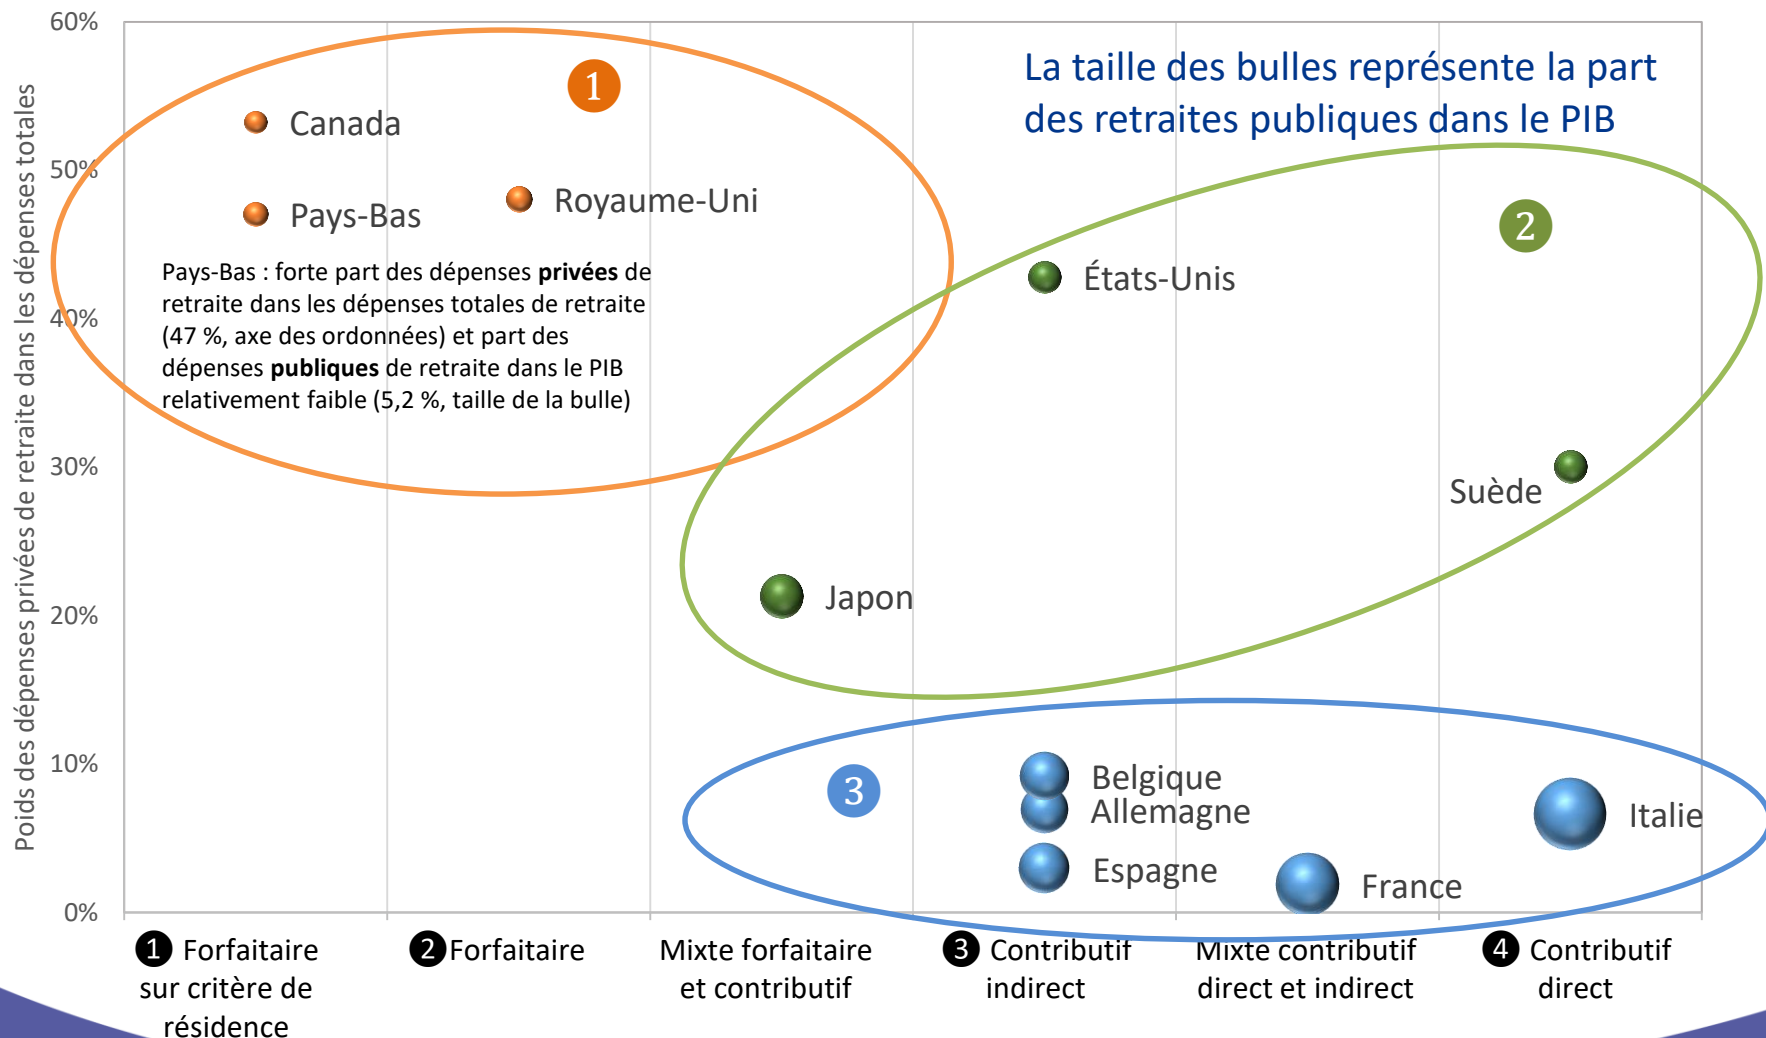 Poids des dépenses privées de retraite dans les dépenses totales
60%
50%
40%
30%
20%
10%
0%
La taille des bulles représente la part
des retraites publiques dans le PIB
1
Canada
Pays-Bas
Royaume-Uni
Pays-Bas : forte part des dépenses privées de
retraite dans les dépenses totales de retraite
(47 %, axe des ordonnées) et part des
dépenses publiques de retraite dans le PIB
relativement faible (5,2 %, taille de la bulle)
2
États-Unis
Suède
Japon
3
Belgique
Allemagne
Espagne
France
Italie
❶ Forfaitaire
sur critère de
résidence
❷Forfaitaire
Mixte forfaitaire
et contributif
❸ Contributif
indirect
Mixte contributif
direct et indirect
❹ Contributif
direct